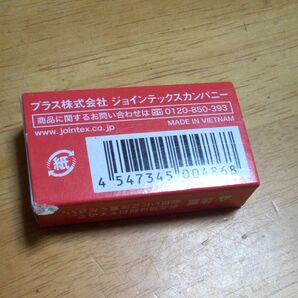 プラス株式会社 ジョインテックスカンパニー
商品に関するお問い合わせは 0120-850-393
www.jointex.co.jp MADE IN VIETNAM
紙
4 547345 004868